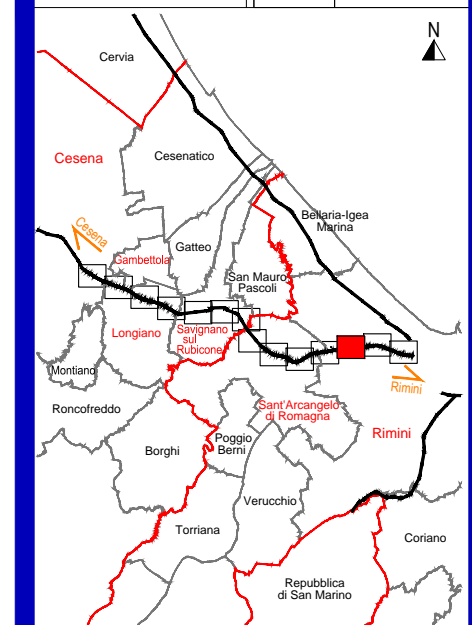 N
Cervia
Cesena
Cesenatico
Bellaria-Igea
Marina
Cesena
Gatteo
Gambettola
San Mauro
Pascoli
Longiano
Savignano
sul
Rubicone
Montiano
Rimini
Roncofreddo
Sant'Arcangelo
di Romagna
Rimini
Borghi
Poggio
Berni
Verucchio
Torriana
Coriano
Repubblica
di San Marino